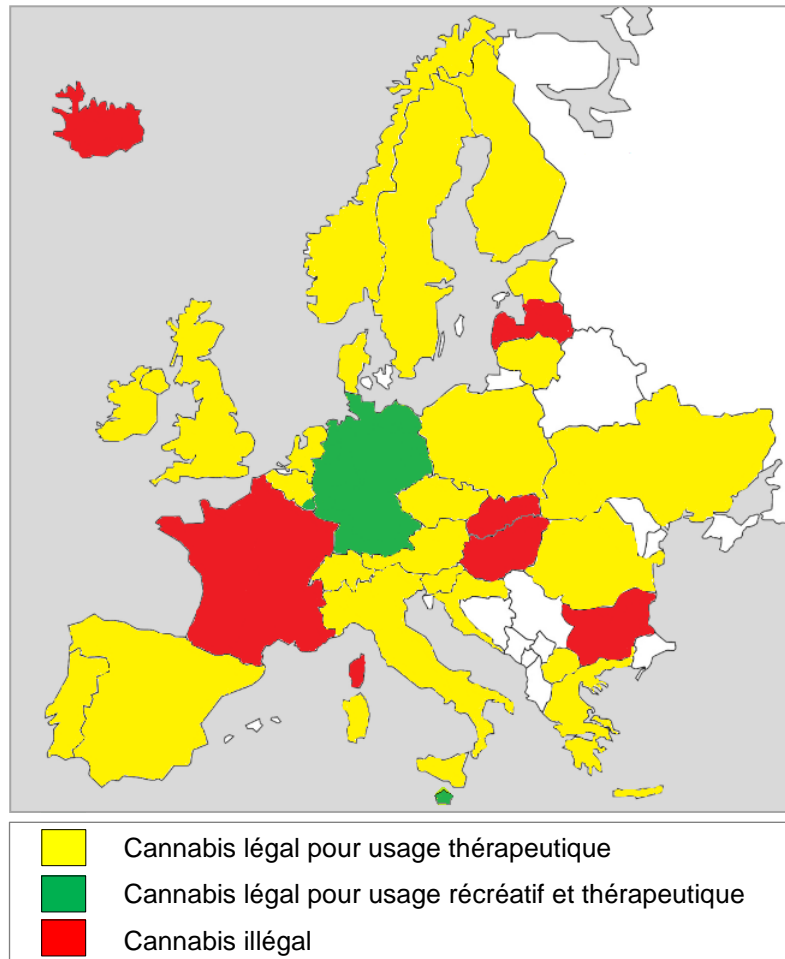 Cannabis légal pour usage thérapeutique
Cannabis légal pour usage récréatif et thérapeutique
Cannabis illégal